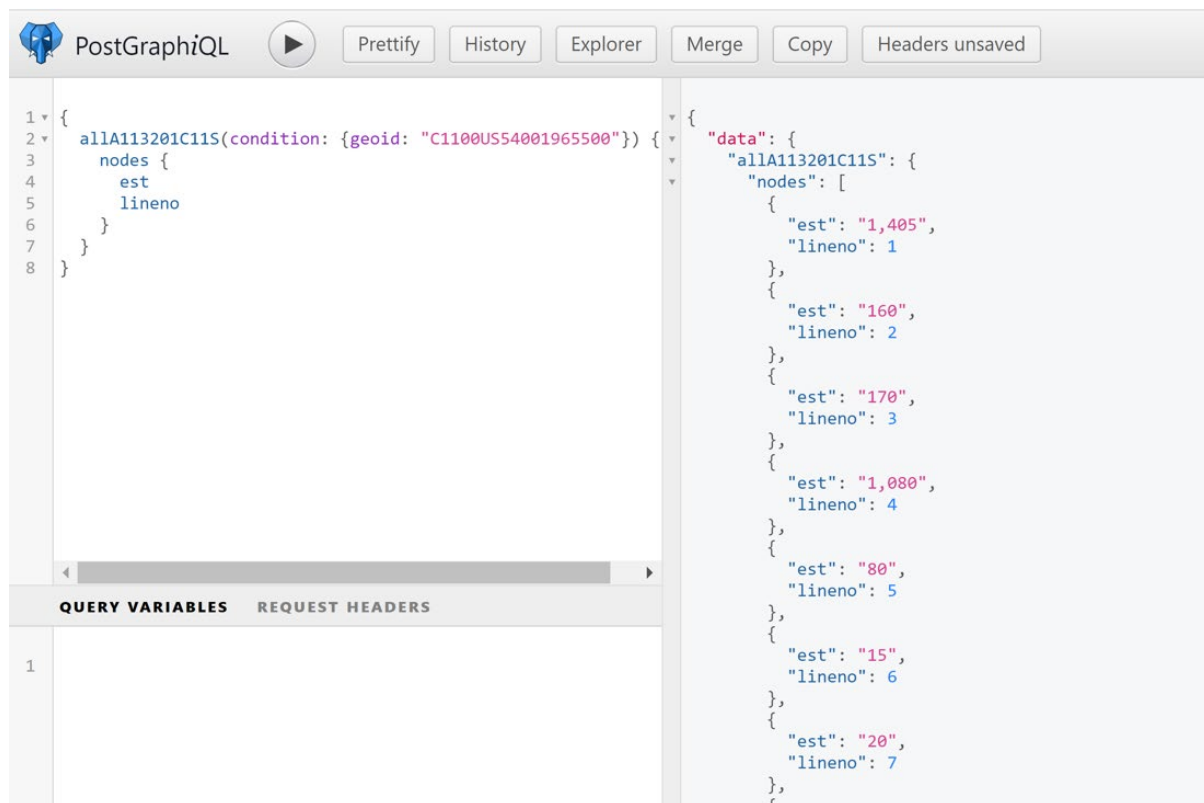 PostGraphiQL
Prettify
History
Explorer
Merge
Copy
Headers unsaved
1 {
2 allA113201C11S(condition: {geoid: "C1100US54001965500"}) {
3 nodes {
4 est
5 lineno
6 }
7 }
8 }
QUERY VARIABLES
REQUEST HEADERS
1
{
"data": {
"allA113201C11S": {
"nodes": [
{
"est": "1,405",
"lineno": 1
},
{
"est": "160",
"lineno": 2
},
{
"est": "170",
"lineno": 3
},
{
"est": "1,080",
"lineno": 4
},
{
"est": "80",
"lineno": 5
},
{
"est": "15",
"lineno": 6
},
{
"est": "20",
"lineno": 7
},
{